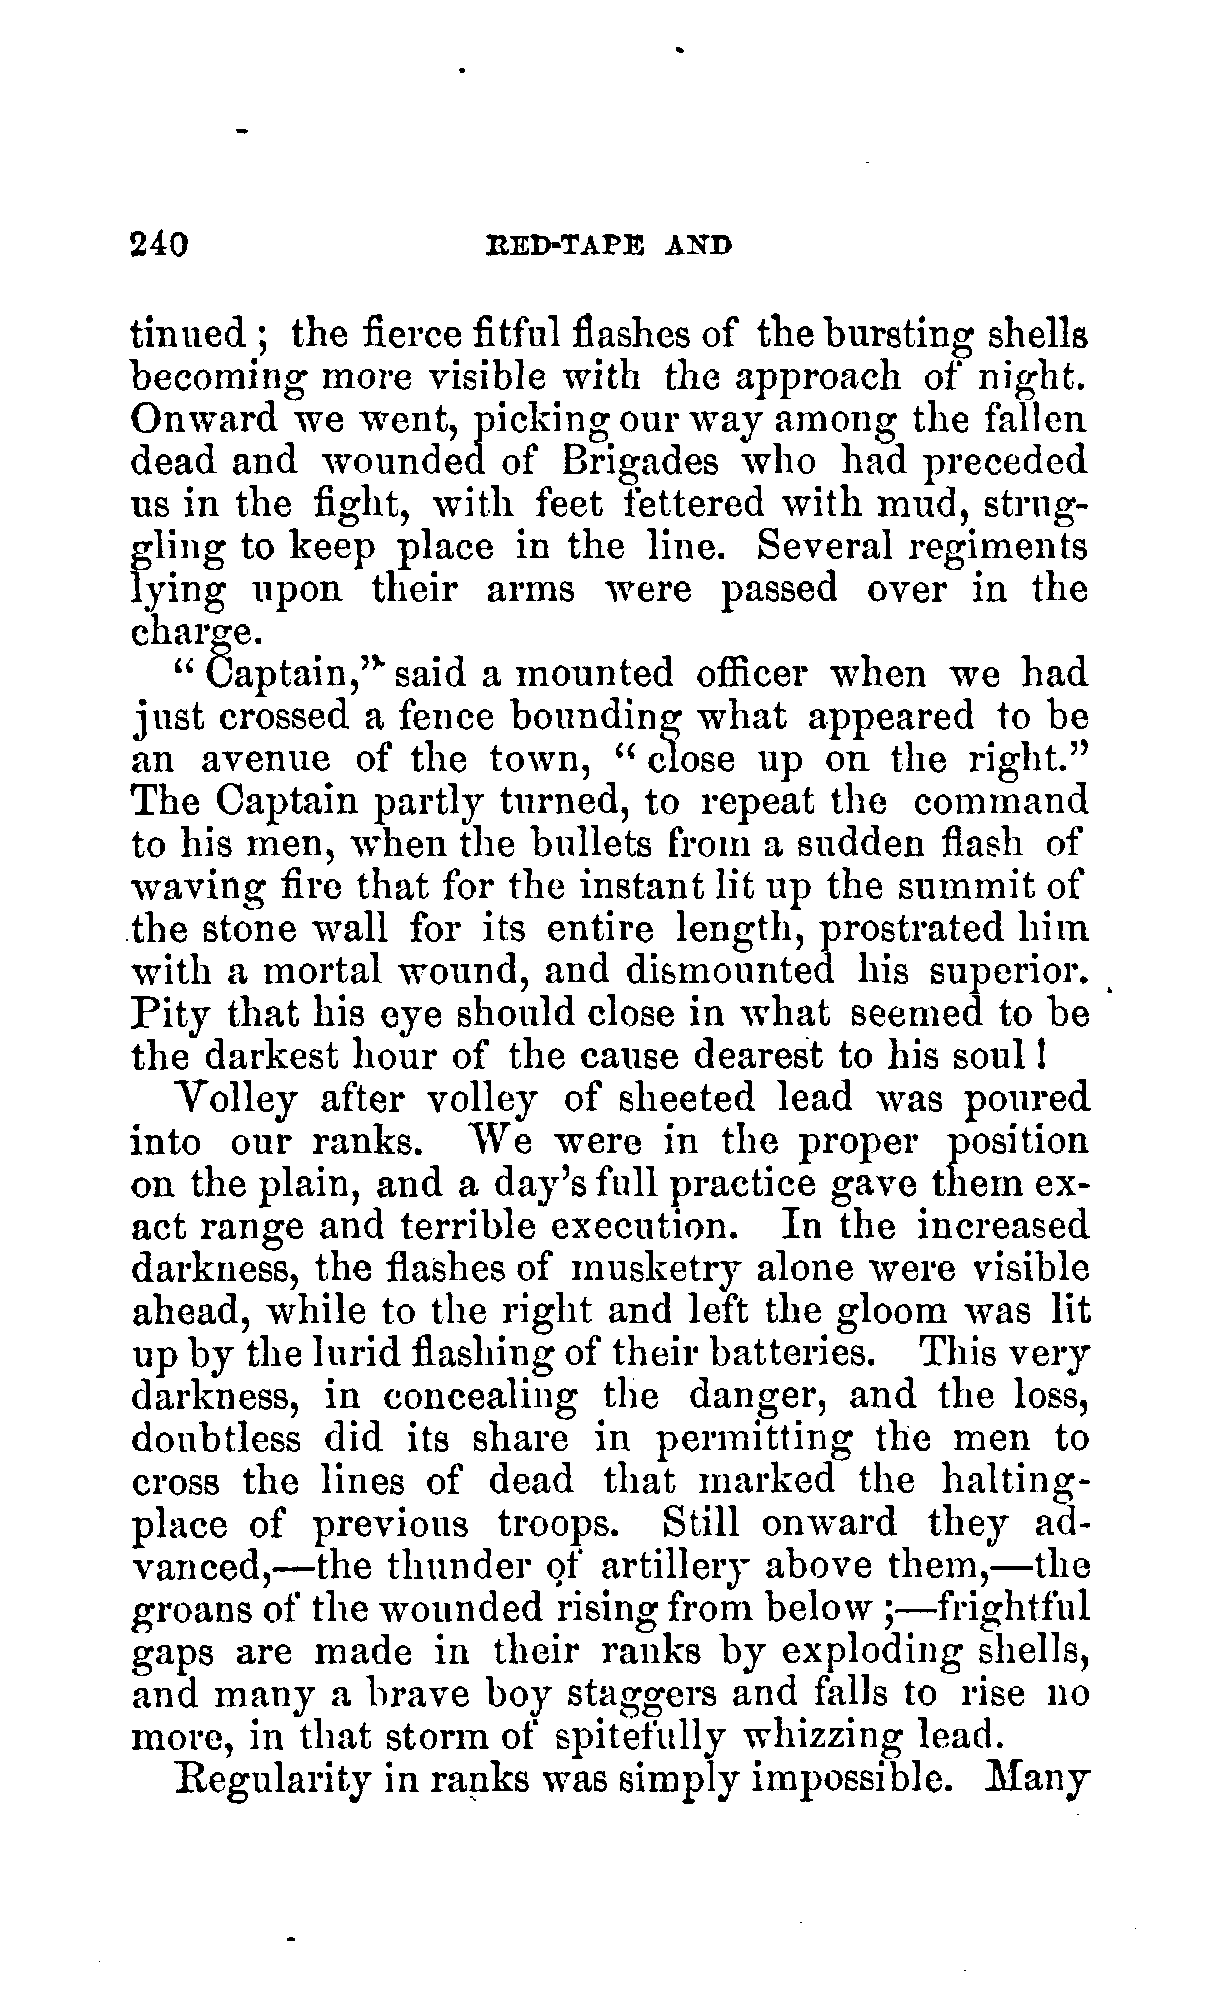 240 RED-TAPE AND
tinued ; the fierce fitful flashes of the bursting shells
becoming more visible with the approach of night.
Onward we went, picking our way among the fallen
dead and wounded of Brigades who had preceded
us in the fight, with feet fettered with mud, strug-
gling to keep place in the line. Several regiments
lying upon their arms were passed over in the
charge.
“ Captain,” said a mounted officer when we had
just crossed a fence bounding what appeared to be
an avenue of the town, “ close up on the right.”
The Captain partly turned, to repeat the command
to his men, when the bullets from a sudden flash of
waving fire that for the instant lit up the summit of
the stone wall for its entire length, prostrated him
with a mortal wound, and dismounted his superior.
Pity that his eye should close in what seemed to be
the darkest hour of the cause dearest to his soul !
Volley after volley of sheeted lead was poured
into our ranks. We were in the proper position
on the plain, and a day’s full practice gave them ex-
act range and terrible execution. In the increased
darkness, the flashes of musketry alone were visible
ahead, while to the right and left the gloom was lit
up by the lurid flashing of their batteries. This very
darkness, in concealing the danger, and the loss,
doubtless did its share in permitting the men to
cross the lines of dead that marked the halting-
place of previous troops. Still onward they ad-
vanced,—the thunder of artillery above them,—the
groans of the wounded rising from below ;—frightful
gaps are made in their ranks by exploding shells,
and many a brave boy staggers and falls to rise no
more, in that storm of spitefully whizzing lead.
Regularity in ranks was simply impossible. Many